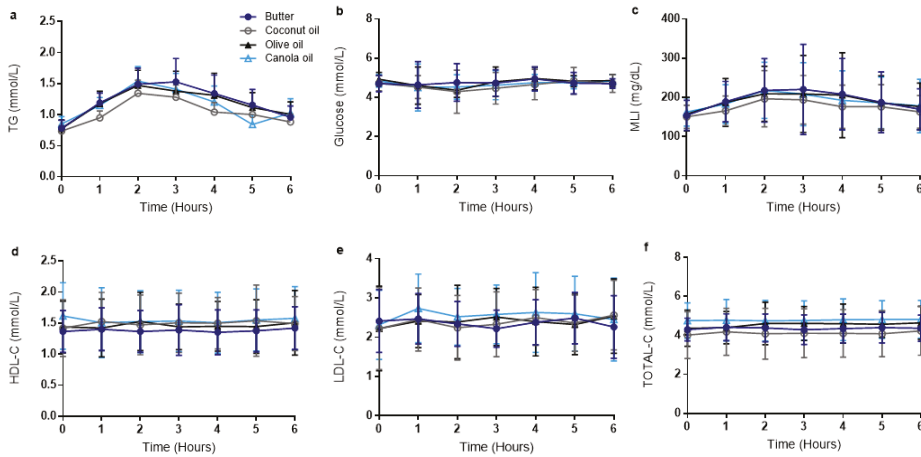 a
Butter
Coconut oil
Olive oil
Canola oil
TG (mmol/L)
2.0
1.5
1.0
0.5
0.0
0 1 2 3 4 5 6
Time (Hours)
b
Glucose (mmol/L)
8
6
4
2
0
0 1 2 3 4 5 6
Time (Hours)
c
MLI (mg/dL)
400
300
200
100
0
0 1 2 3 4 5 6
Time (Hours)
d
HDL-C (mmol/L)
2.5
2.0
1.5
1.0
0.5
0.0
0 1 2 3 4 5 6
Time (Hours)
e
LDL-C (mmol/L)
4
3
2
1
0
0 1 2 3 4 5 6
Time (Hours)
f
TOTAL-C (mmol/L)
6
4
2
0
0 1 2 3 4 5 6
Time (Hours)